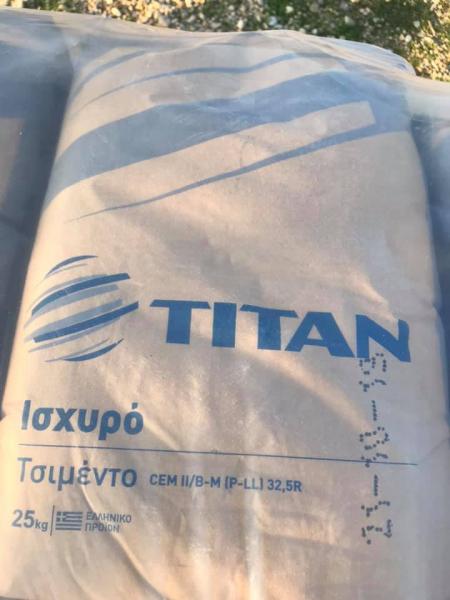 TITAN
Ισχυρό
Τσιμέντο CEM II/B-M (P-LL) 32,5R
25kg ΕΛΛΗΝΙΚΟ
ΠΡΟΪΟΝ